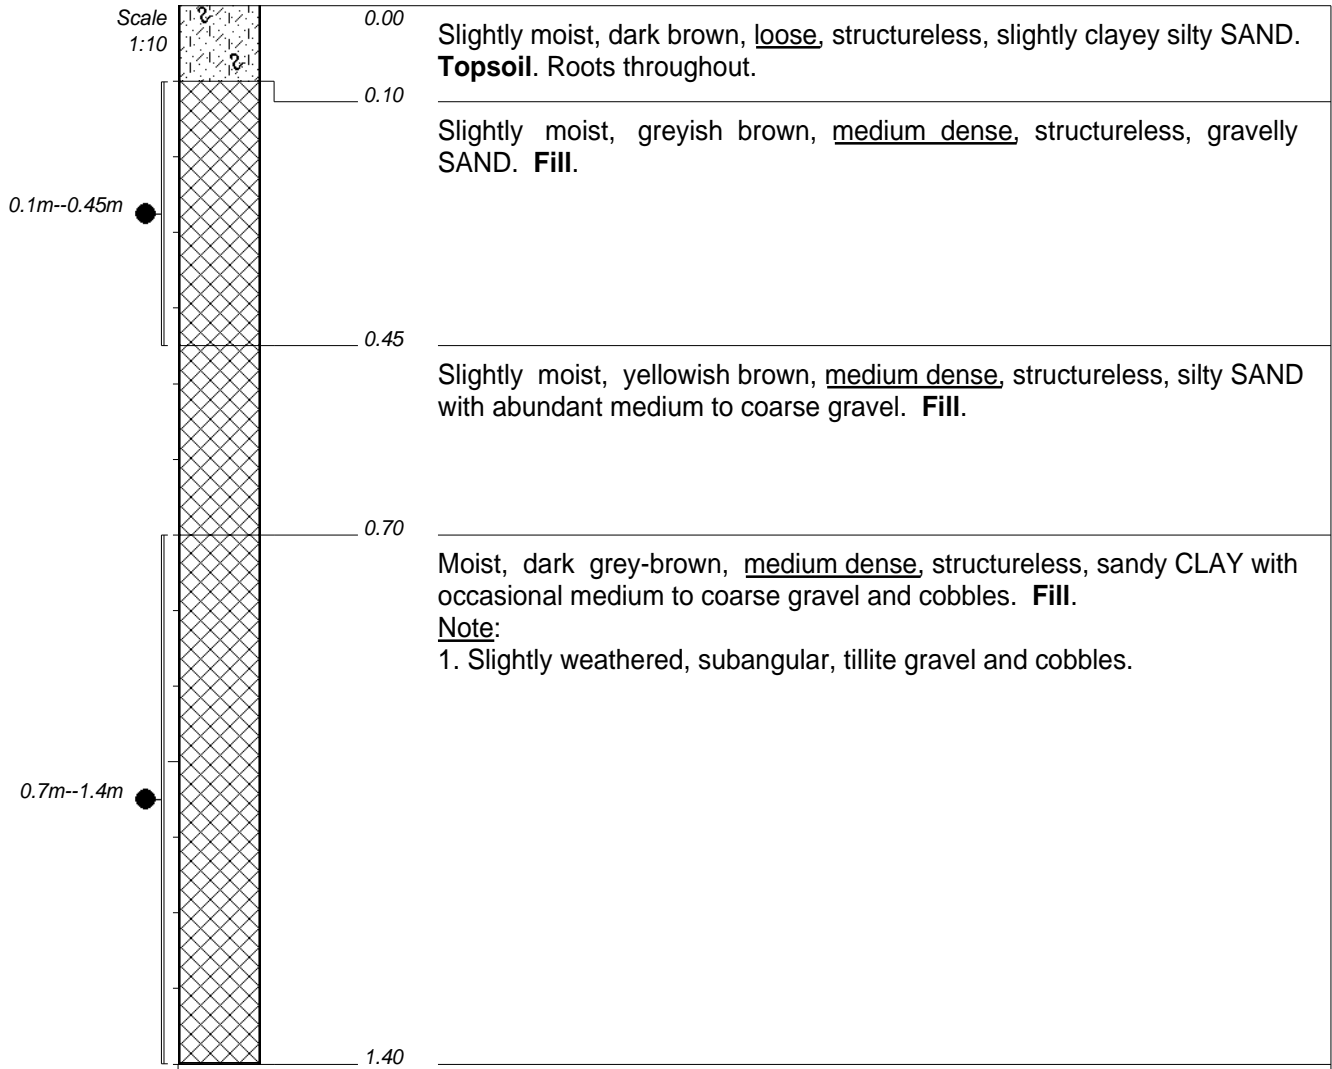 Scale
1:10
0.00
Slightly moist, dark brown, loose, structureless, slightly clayey silty SAND.
Topsoil. Roots throughout.
0.10
Slightly moist, greyish brown, medium dense, structureless, gravelly
SAND. Fill.
0.1m--0.45m
0.45
Slightly moist, yellowish brown, medium dense, structureless, silty SAND
with abundant medium to coarse gravel. Fill.
0.70
Moist, dark grey-brown, medium dense, structureless, sandy CLAY with
occasional medium to coarse gravel and cobbles. Fill.
Note:
1. Slightly weathered, subangular, tillite gravel and cobbles.
0.7m--1.4m
1.40